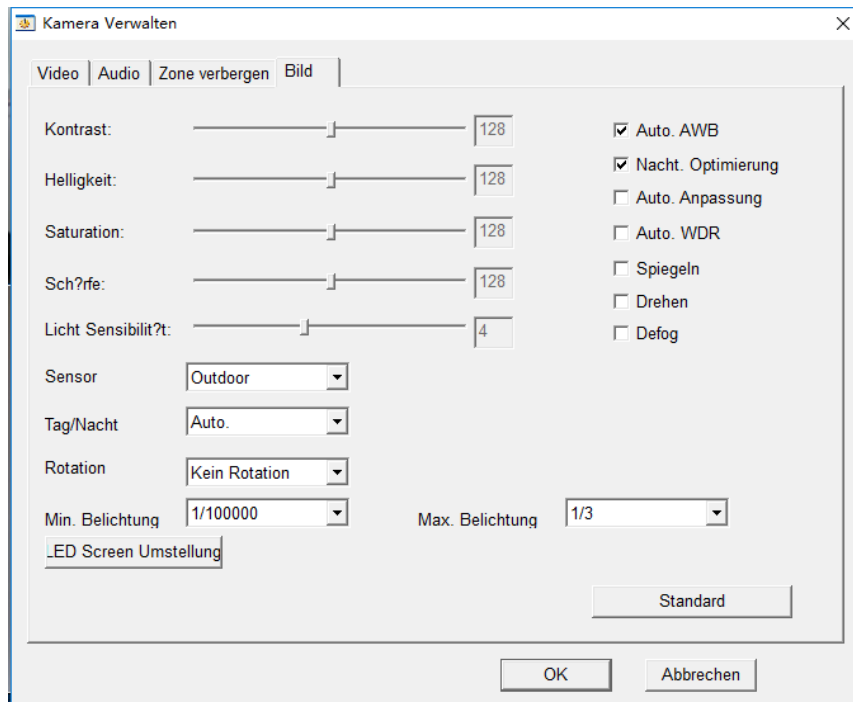 Kamera Verwalten
Video Audio Zone verbergen Bild
Kontrast: 128 Auto. AWB
Helligkeit: 128 Nacht. Optimierung
Auto. Anpassung
Saturation: 128 Auto. WDR
Sch?rfe: 128 Spiegeln
Drehen
Licht Sensibilit?t: 4 Defog
Sensor Outdoor
Tag/Nacht Auto.
Rotation Kein Rotation
Min. Belichtung 1/100000 Max. Belichtung 1/3
LED Screen Umstellung
Standard
OK Abbrechen